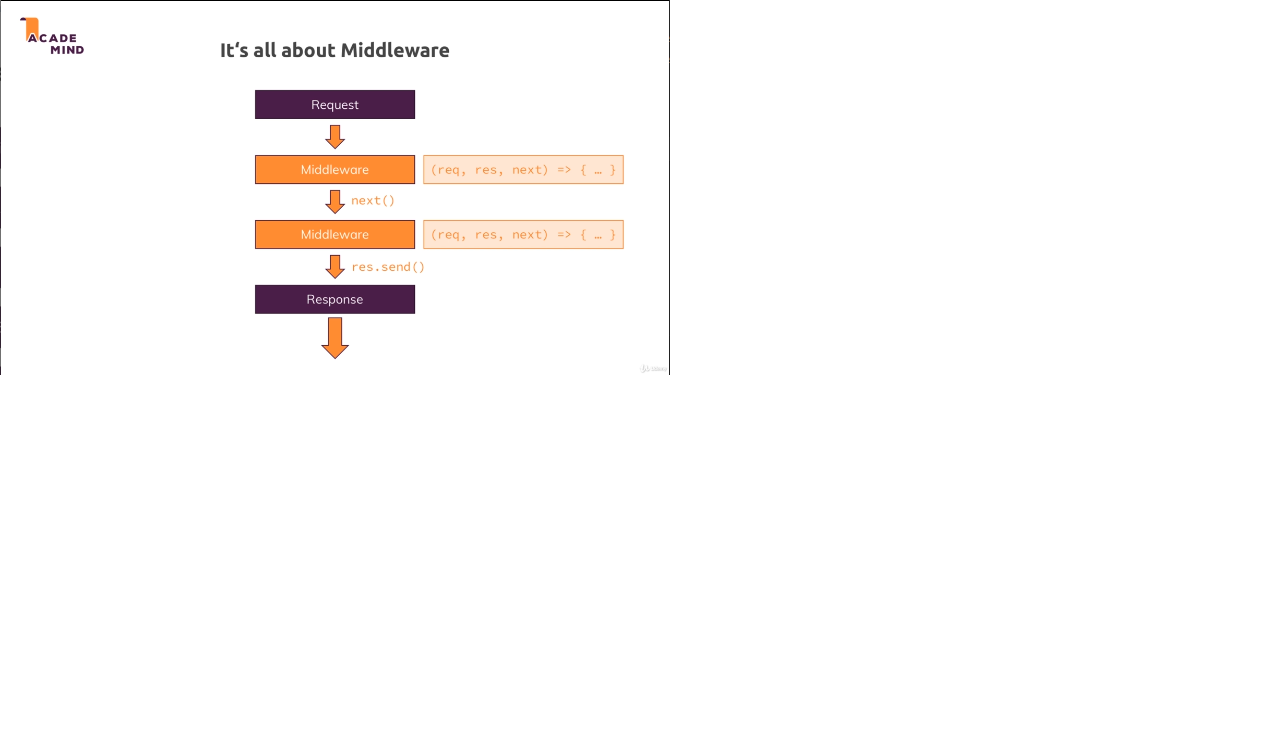 ACADE
MIND
It‘s all about Middleware
Request
Middleware
(req, res, next) => { … }
next()
Middleware
(req, res, next) => { … }
res.send()
Response